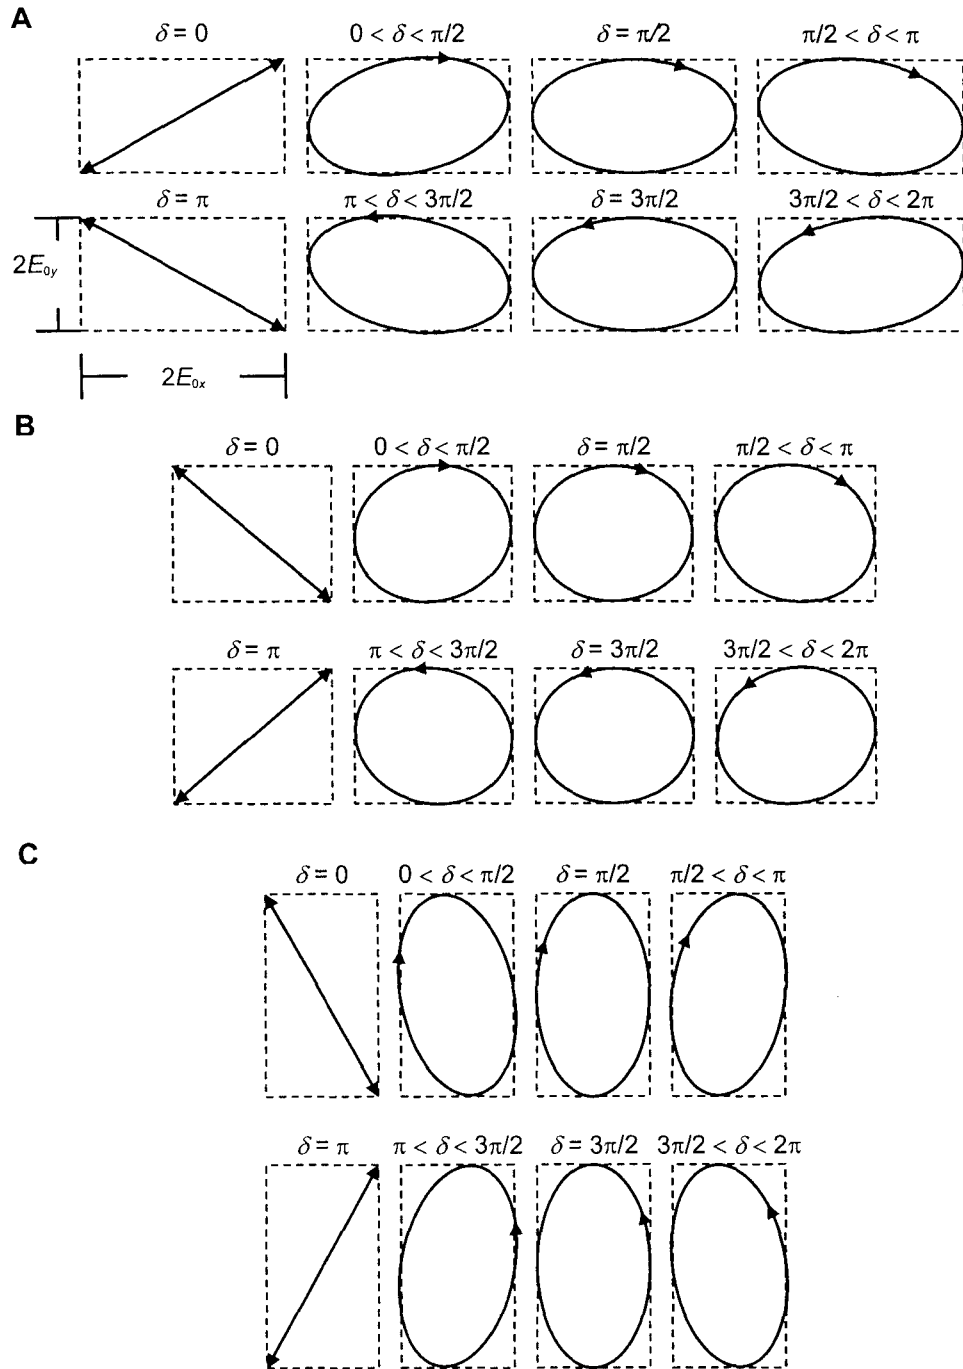 A
δ = 0 0 < δ < π/2 δ = π/2 π/2 < δ < π
δ = π π < δ < 3π/2 δ = 3π/2 3π/2 < δ < 2π
2E0y
2E0x
B
δ = 0 0 < δ < π/2 δ = π/2 π/2 < δ < π
δ = π π < δ < 3π/2 δ = 3π/2 3π/2 < δ < 2π
C
δ = 0 0 < δ < π/2 δ = π/2 π/2 < δ < π
δ = π π < δ < 3π/2 δ = 3π/2 3π/2 < δ < 2π